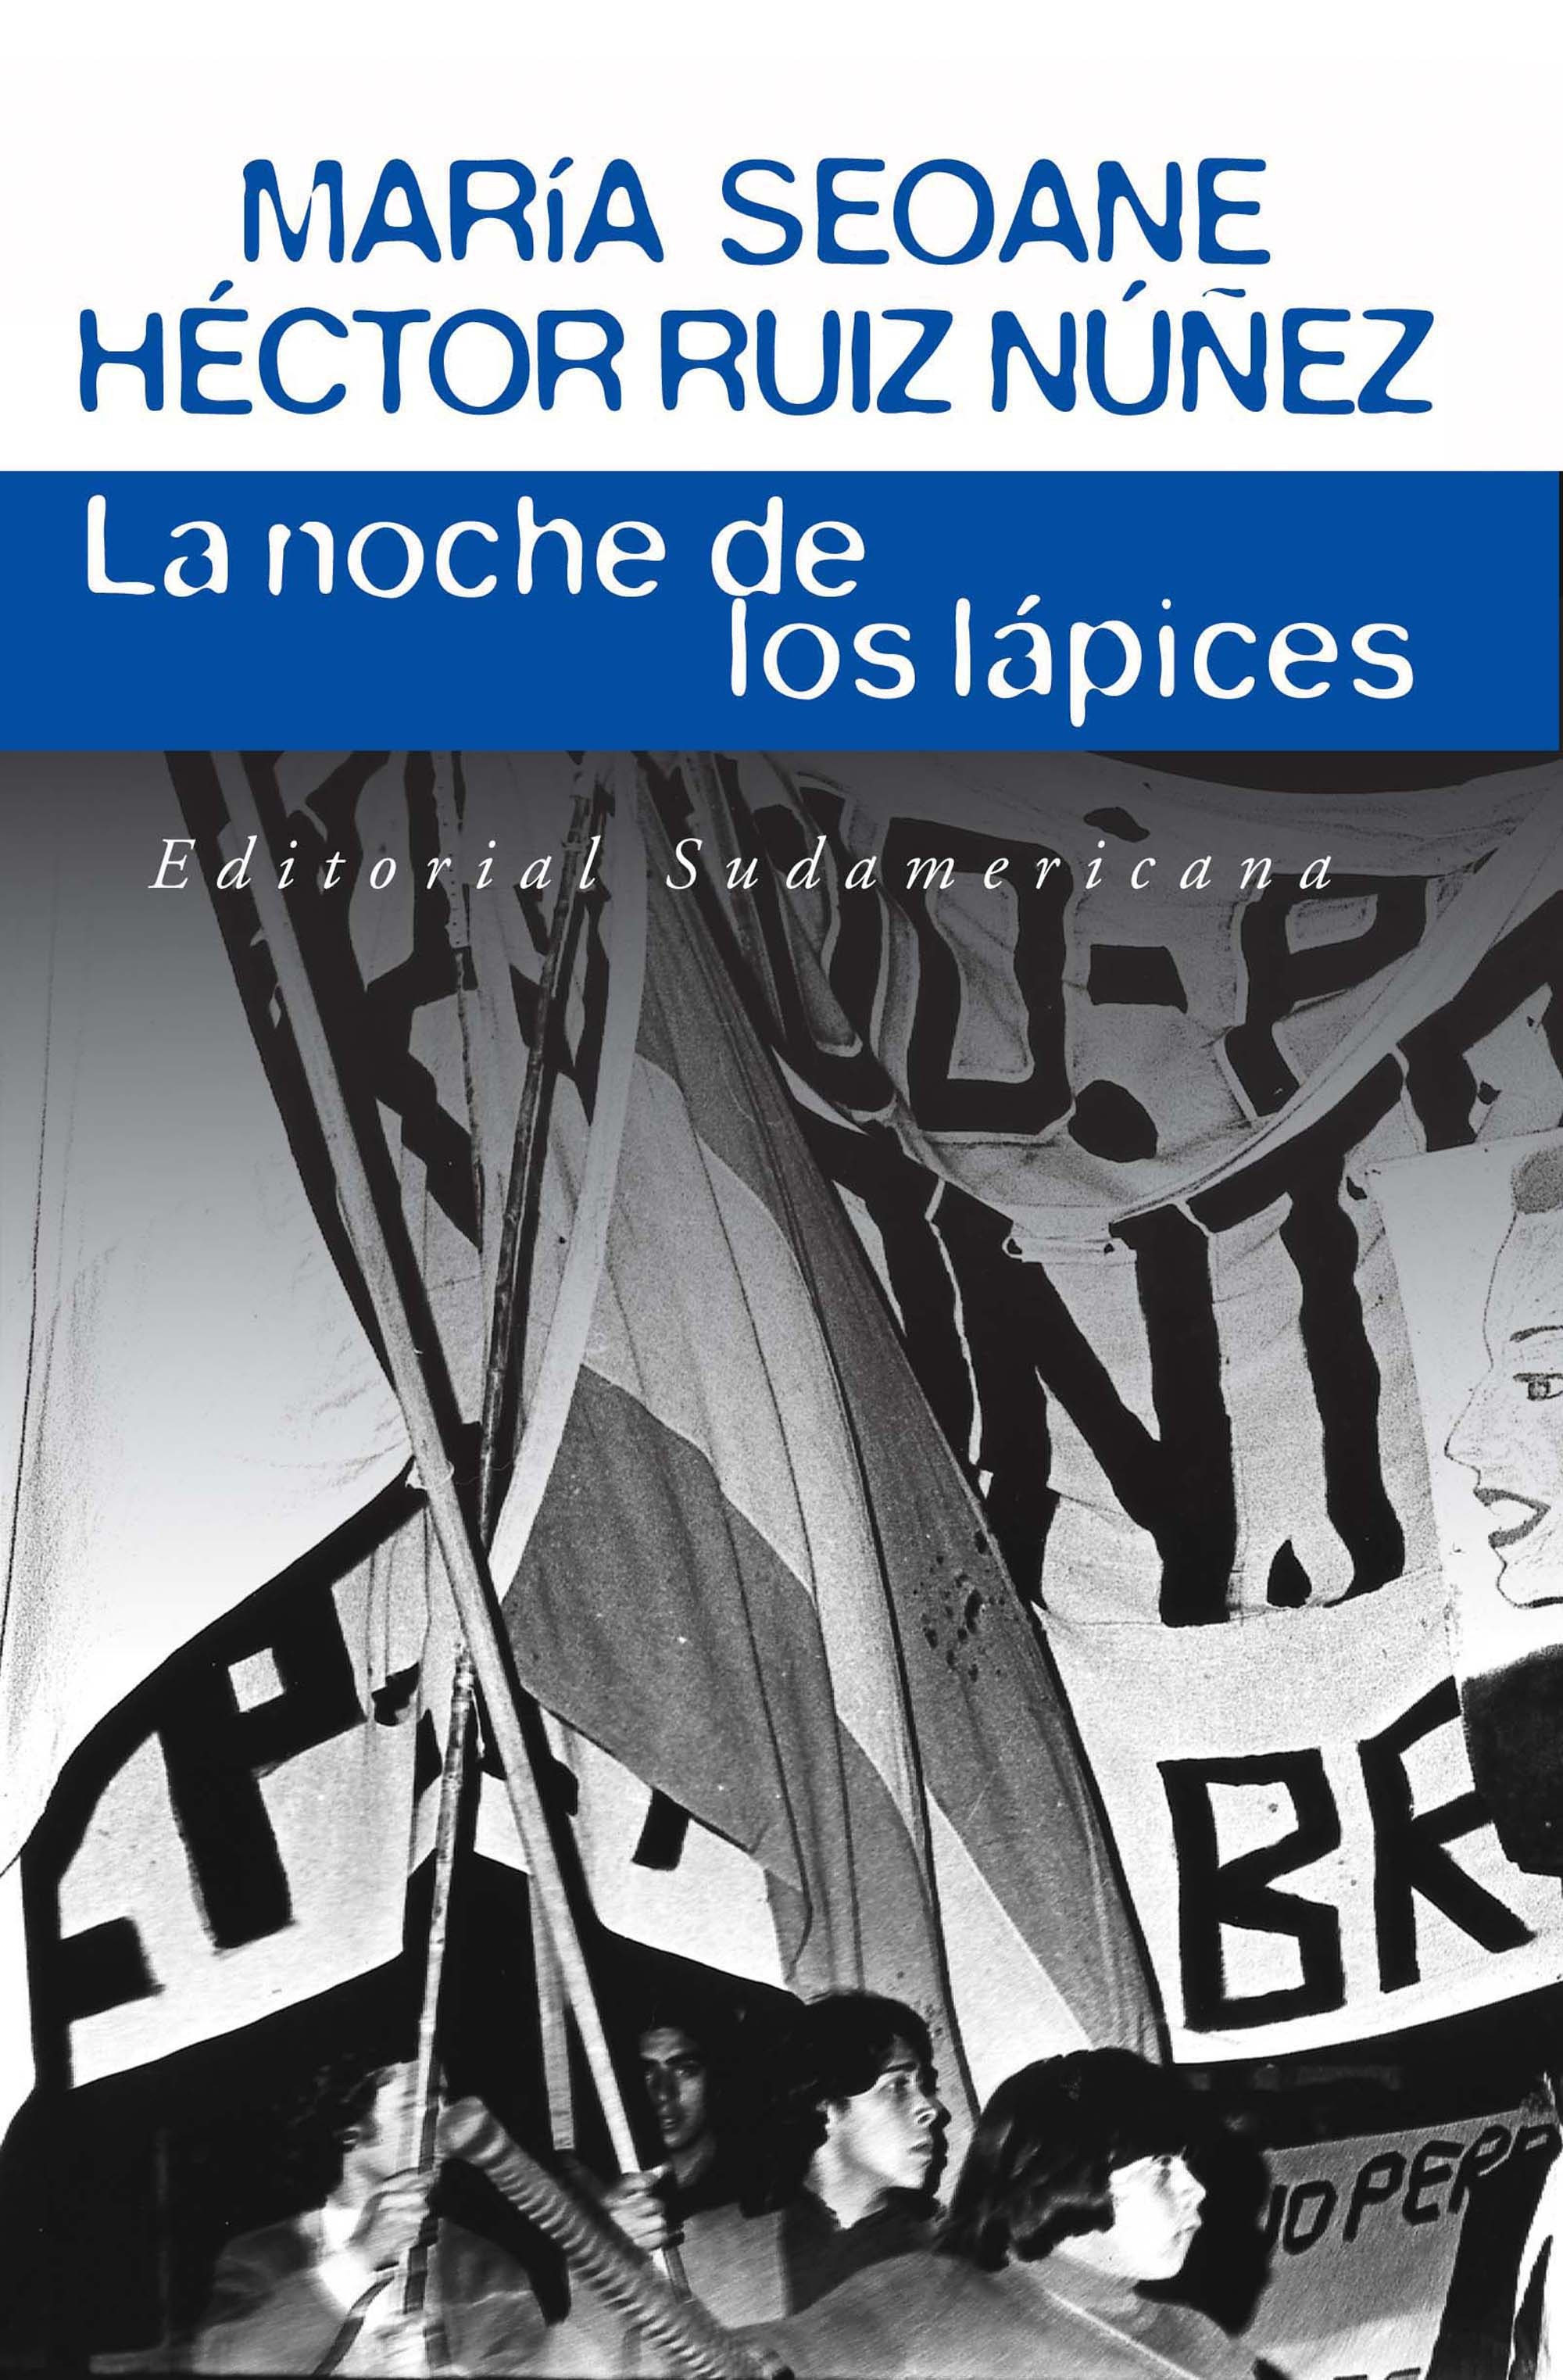 MARíA SEOANE
HÉCTOR RUIZ NÚÑEZ
La noche de
los lápices
Editorial Sudamericana